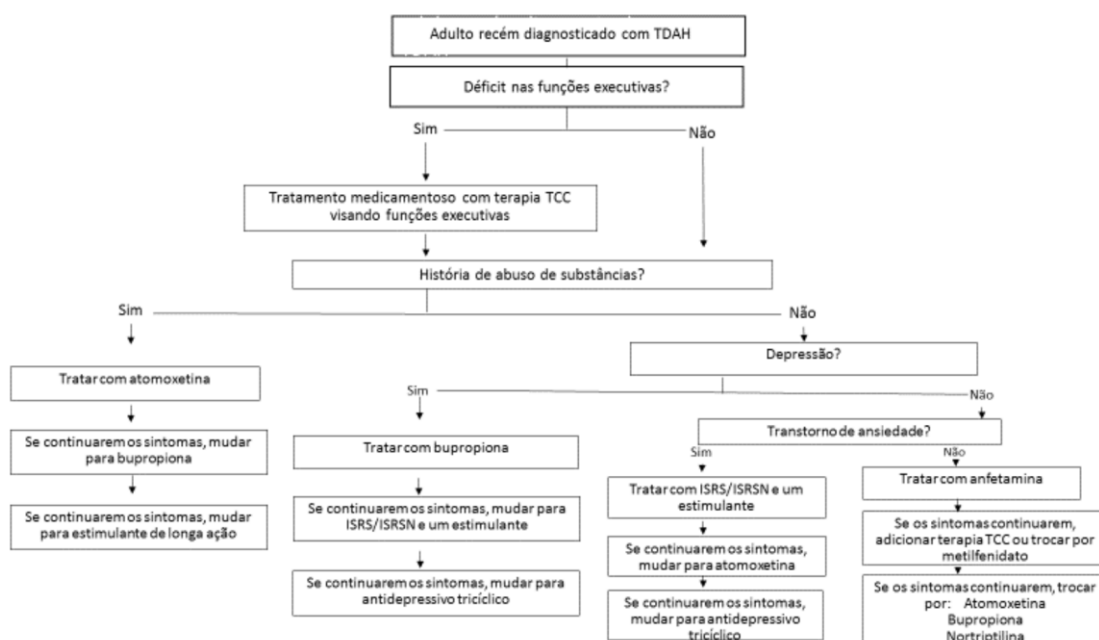 Adulto recém diagnosticado com TDAH
Déficit nas funções executivas?
Sim
Não
Tratamento medicamentoso com terapia TCC
visando funções executivas
História de abuso de substâncias?
Sim
Não
Depressão?
Tratar com atomoxetina
Sim
Não
Se continuarem os sintomas, mudar
para bupropiona
Tratar com bupropiona
Transtorno de ansiedade?
Sim
Não
Se continuarem os sintomas, mudar
para estimulante de longa ação
Se continuarem os sintomas, mudar para
ISRS/ISRSN e um estimulante
Tratar com ISRS/ISRSN e um
estimulante
Tratar com anfetamina
Se continuarem os sintomas, mudar para
antidepressivo tricíclico
Se continuarem os sintomas,
mudar para atomoxetina
Se os sintomas continuarem,
adicionar terapia TCC ou trocar por
metilfenidato
Se continuarem os sintomas,
mudar para antidepressivo
tricíclico
Se os sintomas continuarem, trocar
por: Atomoxetina
Bupropiona
Nortriptilina